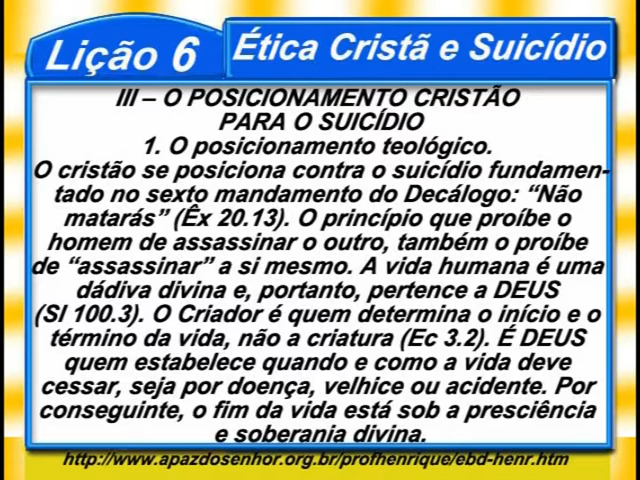 Lição 6
Ética Cristã e Suicídio
III – O POSICIONAMENTO CRISTÃO
PARA O SUICÍDIO
1. O posicionamento teológico.
O cristão se posiciona contra o suicídio fundamen-
tado no sexto mandamento do Decálogo: “Não
matarás” (Êx 20.13). O princípio que proíbe o
homem de assassinar o outro, também o proíbe
de “assassinar” a si mesmo. A vida humana é uma
dádiva divina e, portanto, pertence a DEUS
(Sl 100.3). O Criador é quem determina o início e o
término da vida, não a criatura (Ec 3.2). É DEUS
quem estabelece quando e como a vida deve
cessar, seja por doença, velhice ou acidente. Por
conseguinte, o fim da vida está sob a presciência
e soberania divina.
http://www.apazdosenhor.org.br/profhenrique/ebd-henr.htm